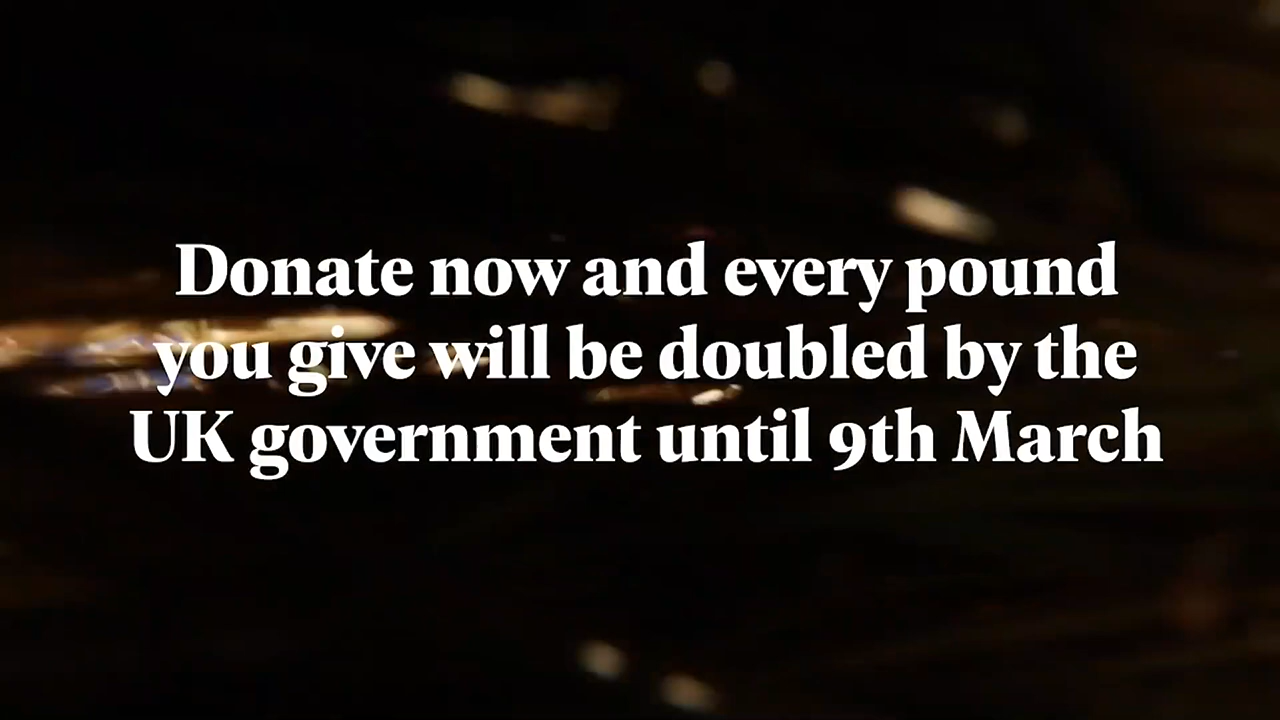 Donate now and every pound
you give will be doubled by the
UK government until 9th March